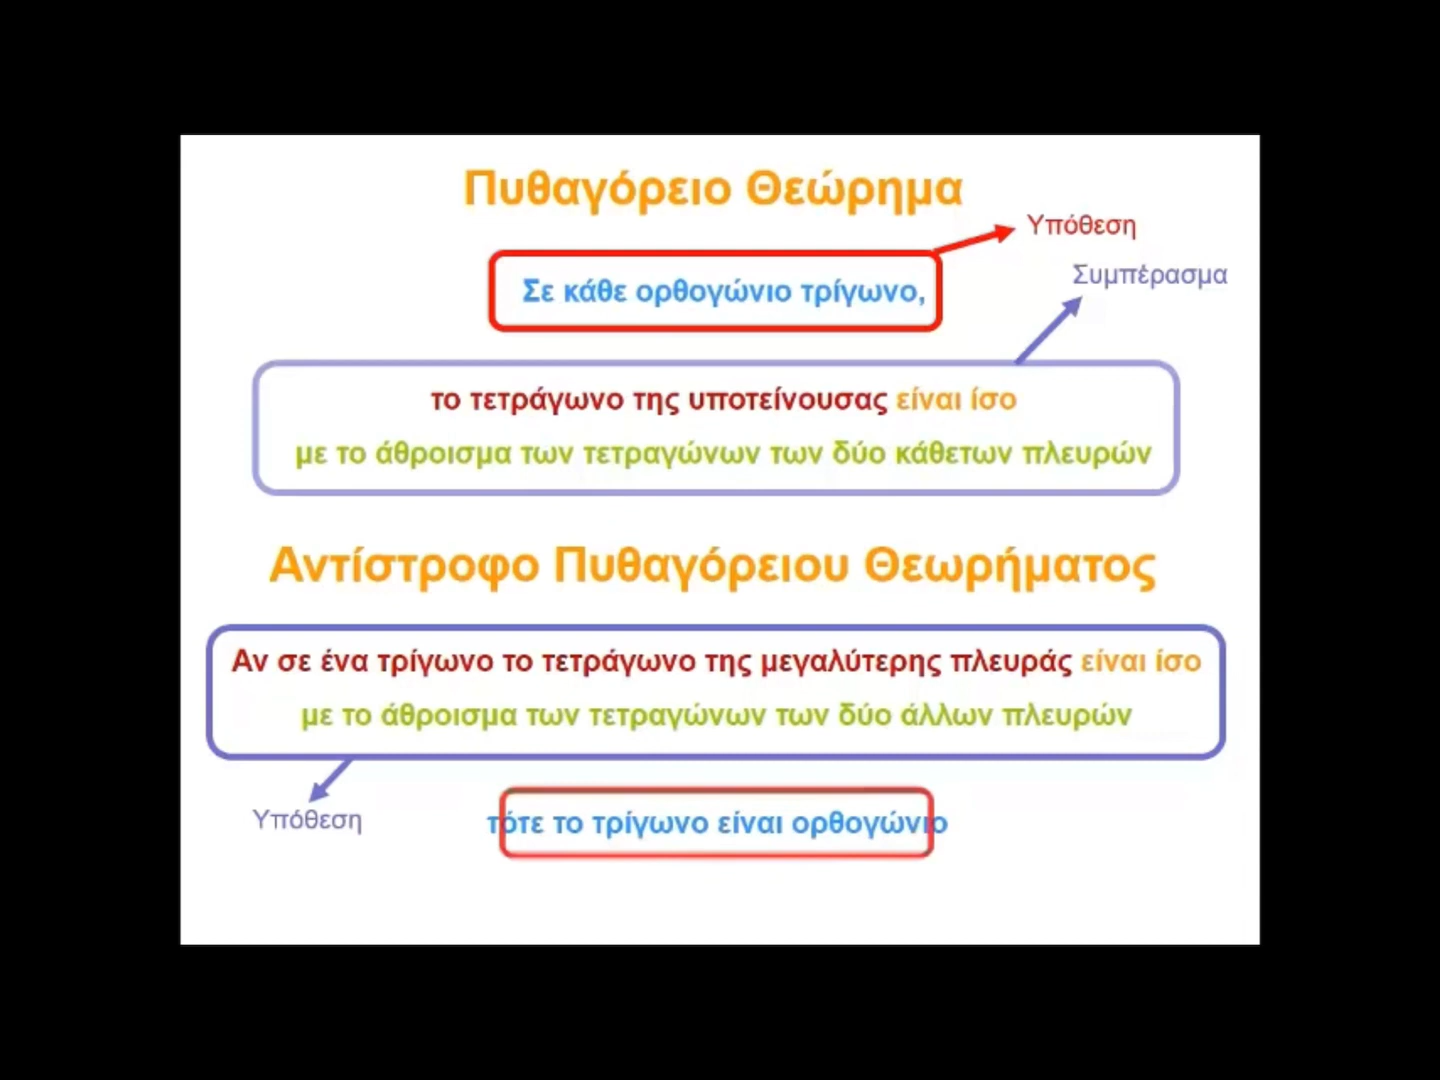 Πυθαγόρειο Θεώρημα
Υπόθεση
Συμπέρασμα
Σε κάθε ορθογώνιο τρίγωνο,
το τετράγωνο της υποτείνουσας είναι ίσο
με το άθροισμα των τετραγώνων των δύο κάθετων πλευρών
Αντίστροφο Πυθαγόρειου Θεωρήματος
Αν σε ένα τρίγωνο το τετράγωνο της μεγαλύτερης πλευράς είναι ίσο
με το άθροισμα των τετραγώνων των δύο άλλων πλευρών
Υπόθεση
τότε το τρίγωνο είναι ορθογώνιο